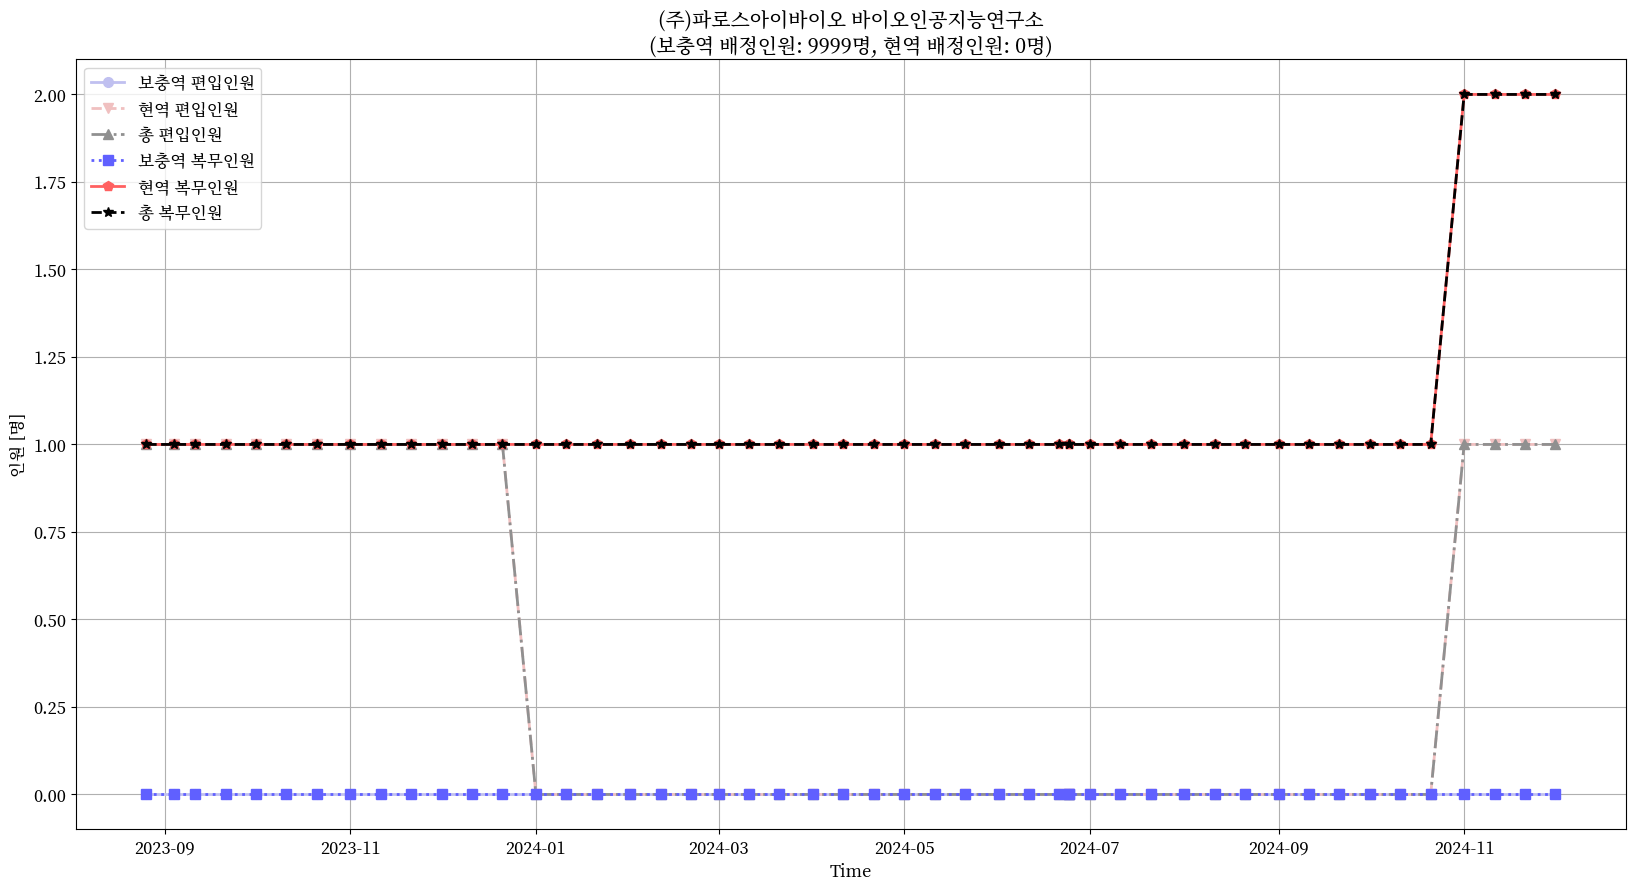 (주)파로스아이바이오 바이오인공지능연구소
(보충역 배정인원: 9999명, 현역 배정인원: 0명)
보충역 편입인원
현역 편입인원
총 편입인원
보충역 복무인원
현역 복무인원
총 복무인원
인원 [명]
2.00
1.75
1.50
1.25
1.00
0.75
0.50
0.25
0.00
2023-09 2023-11 2024-01 2024-03 2024-05 2024-07 2024-09 2024-11
Time